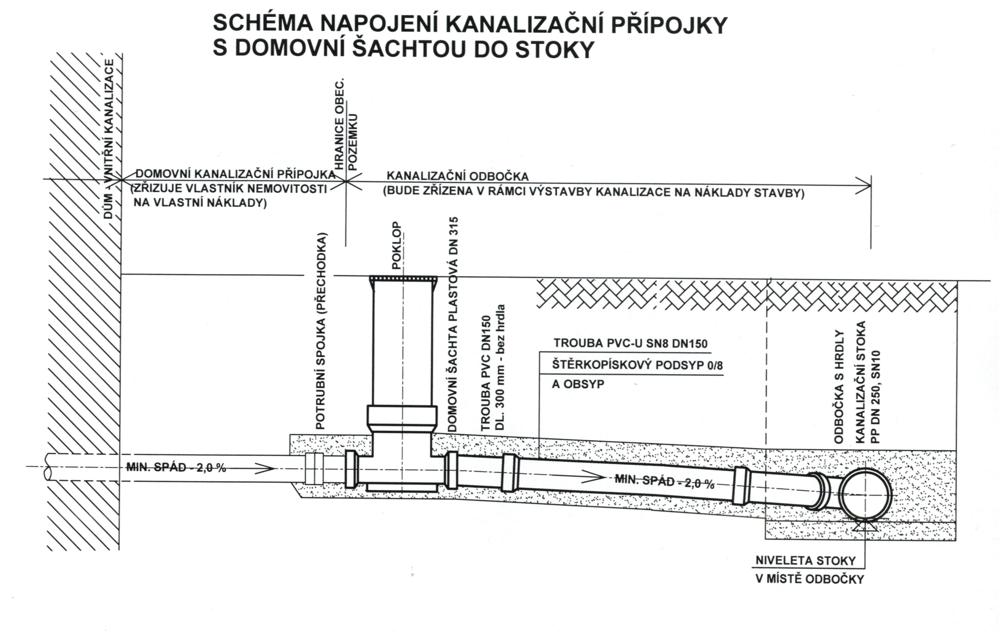 SCHÉMA NAPOJENÍ KANALIZAČNÍ PŘÍPOJKY
S DOMOVNÍ ŠACHTOU DO STOKY
DŮM - VNITŘNÍ KANALIZACE
HRANICE OBEC.
POZEMKU
DOMOVNÍ KANALIZAČNÍ PŘÍPOJKA
(ZŘIZUJE VLASTNÍK NEMOVITOSTI
NA VLASTNÍ NÁKLADY)
KANALIZAČNÍ ODBOČKA
(BUDE ZŘÍZENA V RÁMCI VÝSTAVBY KANALIZACE NA NÁKLADY STAVBY)
POTRUBNÍ SPOJKA (PŘECHODKA)
POKLOP
DOMOVNÍ ŠACHTA PLASTOVÁ DN 315
TROUBA PVC DN150
DL. 300 mm - bez hrdla
TROUBA PVC-U SN8 DN150
ŠTĚRKOPÍSKOVÝ PODSYP 0/8
A OBSYP
ODBOČKA S HRDLY
KANALIZAČNÍ STOKA
PP DN 250, SN10
MIN. SPÁD - 2,0 %
MIN. SPÁD - 2,0 %
NIVELETA STOKY
V MÍSTĚ ODBOČKY